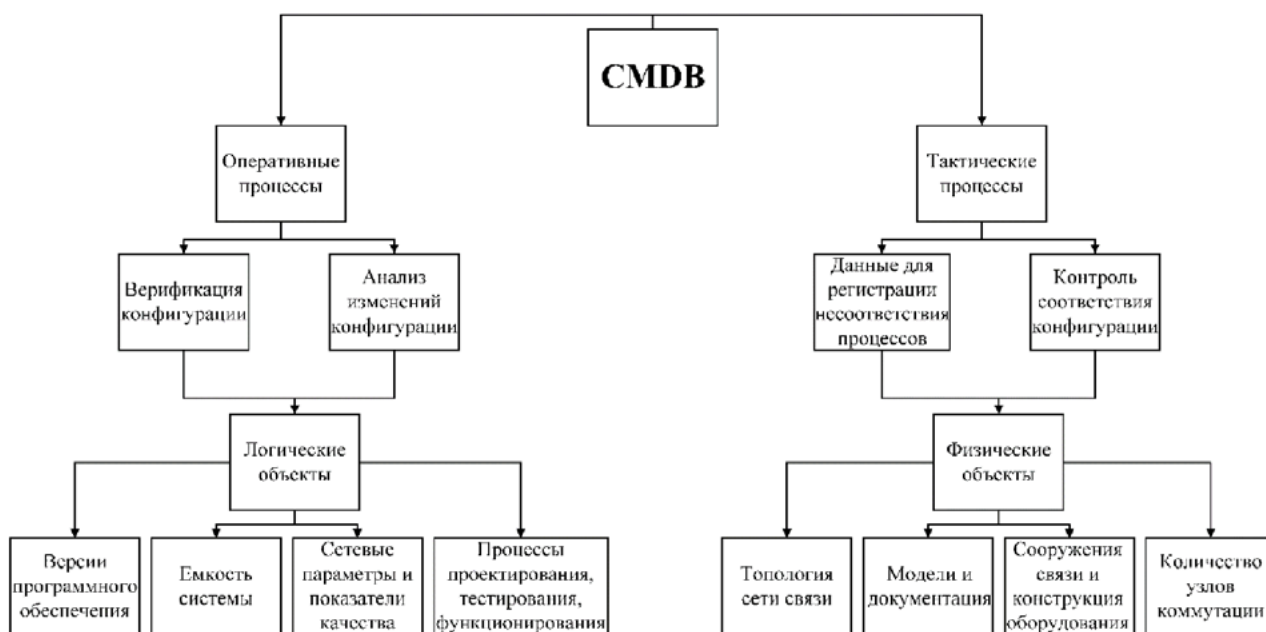 CMDB
Оперативные
процессы
Тактические
процессы
Верификация
конфигурации
Анализ
изменений
конфигурации
Данные для
регистрации
несоответствия
процессов
Контроль
соответствия
конфигурации
Логические
объекты
Физические
объекты
Версии
программного
обеспечения
Емкость
системы
Сетевые
параметры и
показатели
качества
Процессы
проектирования,
тестирования,
функционирования
Топология
сети связи
Модели и
документация
Сооружения
связи и
конструкция
оборудования
Количество
узлов
коммутации